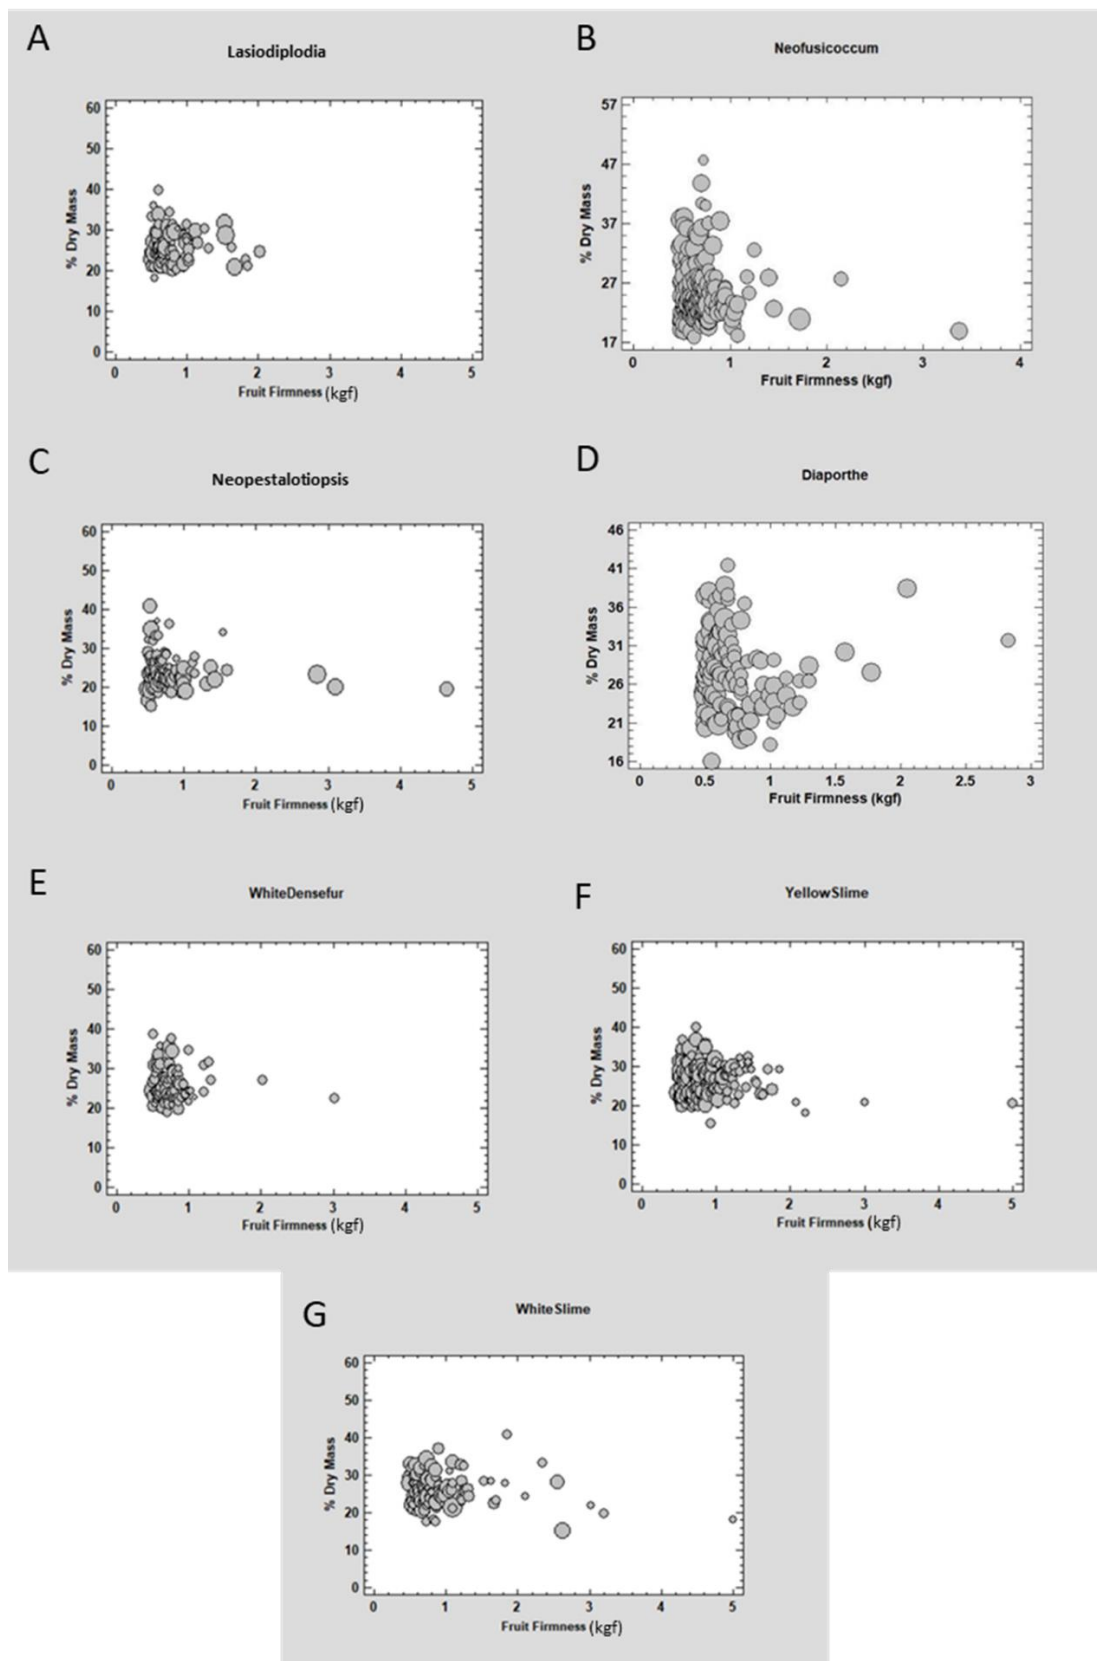 A
Lasiodiplodia
60
50
40
30
20
10
0
% Dry Mass
0 1 2 3 4 5
Fruit Firmness (kgf)
B
Neofusicoccum
57
47
37
27
17
% Dry Mass
0 1 2 3 4
Fruit Firmness (kgf)
C
Neopestalotiopsis
60
50
40
30
20
10
0
% Dry Mass
0 1 2 3 4 5
Fruit Firmness (kgf)
D
Diaporthe
46
41
36
31
26
21
16
% Dry Mass
0 0.5 1 1.5 2 2.5 3
Fruit Firmness (kgf)
E
WhiteDensefur
60
50
40
30
20
10
0
% Dry Mass
0 1 2 3 4 5
Fruit Firmness (kgf)
F
YellowSlime
60
50
40
30
20
10
0
% Dry Mass
0 1 2 3 4 5
Fruit Firmness (kgf)
G
WhiteSlime
60
50
40
30
20
10
0
% Dry Mass
0 1 2 3 4 5
Fruit Firmness (kgf)